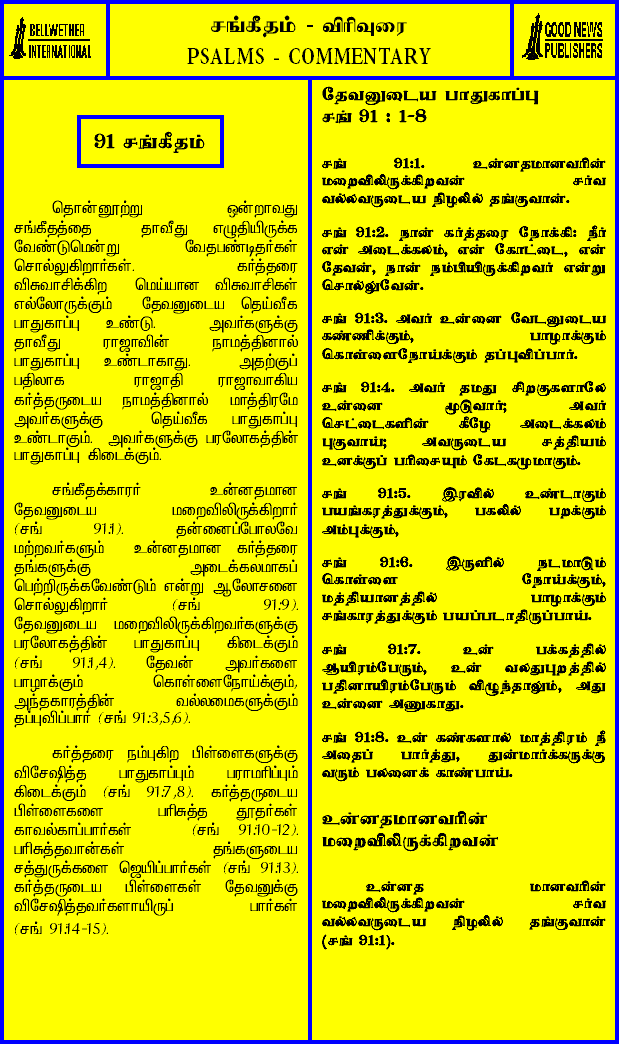 BELLWETHER
INTERNATIONAL
சங்கீதம் - விரிவுரை
PSALMS - COMMENTARY
GOOD NEWS
PUBLISHERS
91 சங்கீதம்
தொன்னூற்று ஒன்றாவது
சங்கீதத்தை தாவீது எழுதியிருக்க
வேண்டுமென்று வேதபண்டிதர்கள்
சொல்லுகிறார்கள். கர்த்தரை
விசுவாசிக்கிற மெய்யான விசுவாசிகள்
எல்லோருக்கும் தேவனுடைய தெய்வீக
பாதுகாப்பு உண்டு. அவர்களுக்கு
தாவீது ராஜாவின் நாமத்தினால்
பாதுகாப்பு உண்டாகாது. அதற்குப்
பதிலாக ராஜாதி ராஜாவாகிய
கர்த்தருடைய நாமத்தினால் மாத்திரமே
அவர்களுக்கு தெய்வீக பாதுகாப்பு
உண்டாகும். அவர்களுக்கு பரலோகத்தின்
பாதுகாப்பு கிடைக்கும்.
சங்கீதக்காரர் உன்னதமான
தேவனுடைய மறைவிலிருக்கிறார்
(சங் 91:1). தன்னைப்போலவே
மற்றவர்களும் உன்னதமான கர்த்தரை
தங்களுக்கு அடைக்கலமாகப்
பெற்றிருக்கவேண்டும் என்று ஆலோசனை
சொல்லுகிறார் (சங் 91:9).
தேவனுடைய மறைவிலிருக்கிறவர்களுக்கு
பரலோகத்தின் பாதுகாப்பு கிடைக்கும்
(சங் 91:1,4). தேவன் அவர்களை
பாழாக்கும் கொள்ளைநோய்க்கும்,
அந்தகாரத்தின் வல்லமைகளுக்கும்
தப்புவிப்பார் (சங் 91:3,5,6).
கர்த்தரை நம்புகிற பிள்ளைகளுக்கு
விசேஷித்த பாதுகாப்பும் பராமரிப்பும்
கிடைக்கும் (சங் 91:7,8). கர்த்தருடைய
பிள்ளைகளை பரிசுத்த தூதர்கள்
காவல்காப்பார்கள் (சங் 91:10-12).
பரிசுத்தவான்கள் தங்களுடைய
சத்துருக்களை ஜெயிப்பார்கள் (சங் 91:13).
கர்த்தருடைய பிள்ளைகள் தேவனுக்கு
விசேஷித்தவர்களாயிருப் பார்கள்
(சங் 91:14-15).
தேவனுடைய பாதுகாப்பு
சங் 91 : 1-8
சங் 91:1. உன்னதமானவரின்
மறைவிலிருக்கிறவன் சர்வ
வல்லவருடைய நிழலில் தங்குவான்.
சங் 91:2. நான் கர்த்தரை நோக்கி: நீர்
என் அடைக்கலம், என் கோட்டை, என்
தேவன், நான் நம்பியிருக்கிறவர் என்று
சொல்லுவேன்.
சங் 91:3. அவர் உன்னை வேடனுடைய
கண்ணிக்கும், பாழாக்கும்
கொள்ளைநோய்க்கும் தப்புவிப்பார்.
சங் 91:4. அவர் தமது சிறகுகளாலே
உன்னை மூடுவார்; அவர்
செட்டைகளின் கீழே அடைக்கலம்
புகுவாய்; அவருடைய சத்தியம்
உனக்குப் பரிசையும் கேடகமுமாகும்.
சங் 91:5. இரவில் உண்டாகும்
பயங்கரத்துக்கும், பகலில் பறக்கும்
அம்புக்கும்,
சங் 91:6. இருளில் நடமாடும்
கொள்ளை நோய்க்கும்,
மத்தியானத்தில் பாழாக்கும்
சங்காரத்துக்கும் பயப்படாதிருப்பாய்.
சங் 91:7. உன் பக்கத்தில்
ஆயிரம்பேரும், உன் வலதுபுறத்தில்
பதினாயிரம்பேரும் விழுந்தாலும், அது
உன்னை அணுகாது.
சங் 91:8. உன் கண்களால் மாத்திரம் நீ
அதைப் பார்த்து, துன்மார்க்கருக்கு
வரும் பலனைக் காண்பாய்.
உன்னதமானவரின்
மறைவிலிருக்கிறவன்
உன்னத மானவரின்
மறைவிலிருக்கிறவன் சர்வ
வல்லவருடைய நிழலில் தங்குவான்
(சங் 91:1).